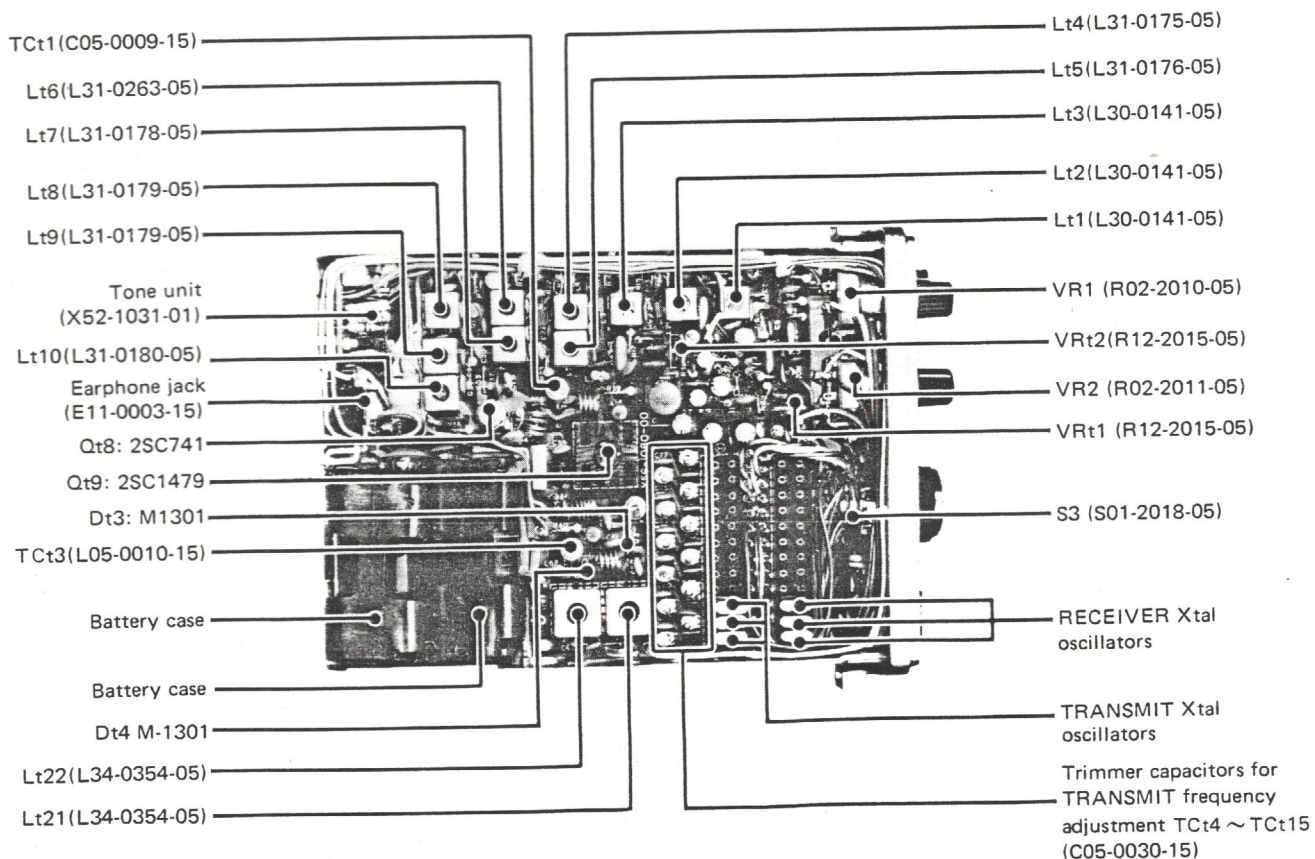 TCt1(C05-0009-15)
Lt6(L31-0263-05)
Lt7(L31-0178-05)
Lt8(L31-0179-05)
Lt9(L31-0179-05)
Tone unit
(X52-1031-01)
Lt10(L31-0180-05)
Earphone jack
(E11-0003-15)
Qt8: 2SC741
Qt9: 2SC1479
Dt3: M1301
TCt3(L05-0010-15)
Battery case
Battery case
Dt4 M-1301
Lt22(L34-0354-05)
Lt21(L34-0354-05)
Lt4(L31-0175-05)
Lt5(L31-0176-05)
Lt3(L30-0141-05)
Lt2(L30-0141-05)
Lt1(L30-0141-05)
VR1 (R02-2010-05)
VRt2(R12-2015-05)
VR2 (R02-2011-05)
VRt1 (R12-2015-05)
S3 (S01-2018-05)
RECEIVER Xtal
oscillators
TRANSMIT Xtal
oscillators
Trimmer capacitors for
TRANSMIT frequency
adjustment TCt4 ~ TCt15
(C05-0030-15)